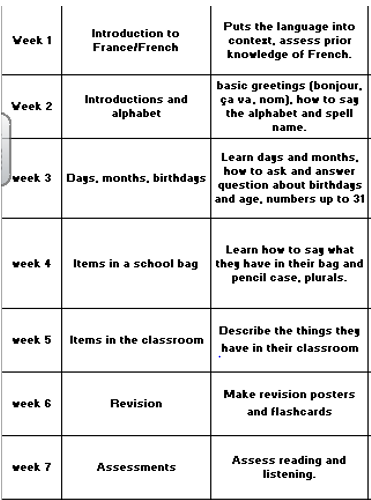 Week 1
Introduction to
France/French
Puts the language into
context, assess prior
knowledge of French.
Week 2
Introductions and
alphabet
basic greetings (bonjour,
ça va, nom), how to say
the alphabet and spell
name.
week 3
Days, months, birthdays
Learn days and months,
how to ask and answer
question about birthdays
and age, numbers up to 31
week 4
Items in a school bag
Learn how to say what
they have in their bag and
pencil case, plurals.
week 5
Items in the classroom
Describe the things they
have in their classroom
week 6
Revision
Make revision posters
and flashcards
week 7
Assessments
Assess reading and
listening.